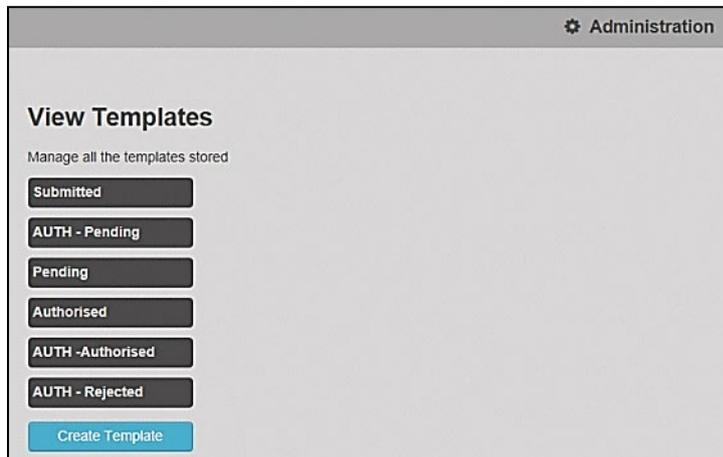 Administration
View Templates
Manage all the templates stored
Submitted
AUTH - Pending
Pending
Authorised
AUTH -Authorised
AUTH - Rejected
Create Template